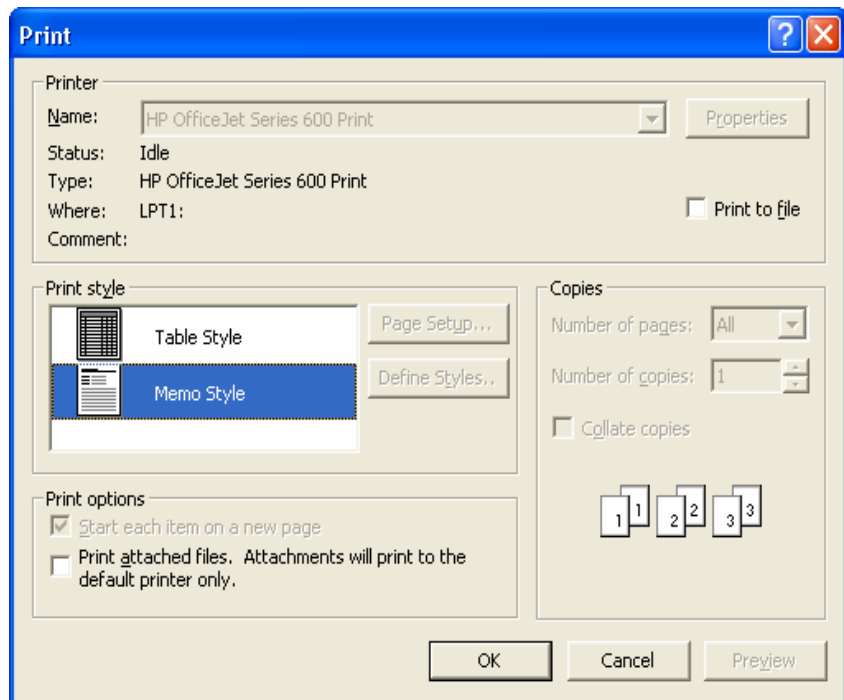 Print
Printer
Name: HP OfficeJet Series 600 Print Properties
Status: Idle
Type: HP OfficeJet Series 600 Print
Where: LPT1: Print to file
Comment:
Print style
Table Style
Memo Style
Page Setup...
Define Styles..
Copies
Number of pages: All
Number of copies: 1
Collate copies
1 1 2 2 3 3
Print options
Start each item on a new page
Print attached files. Attachments will print to the
default printer only.
OK Cancel Preview